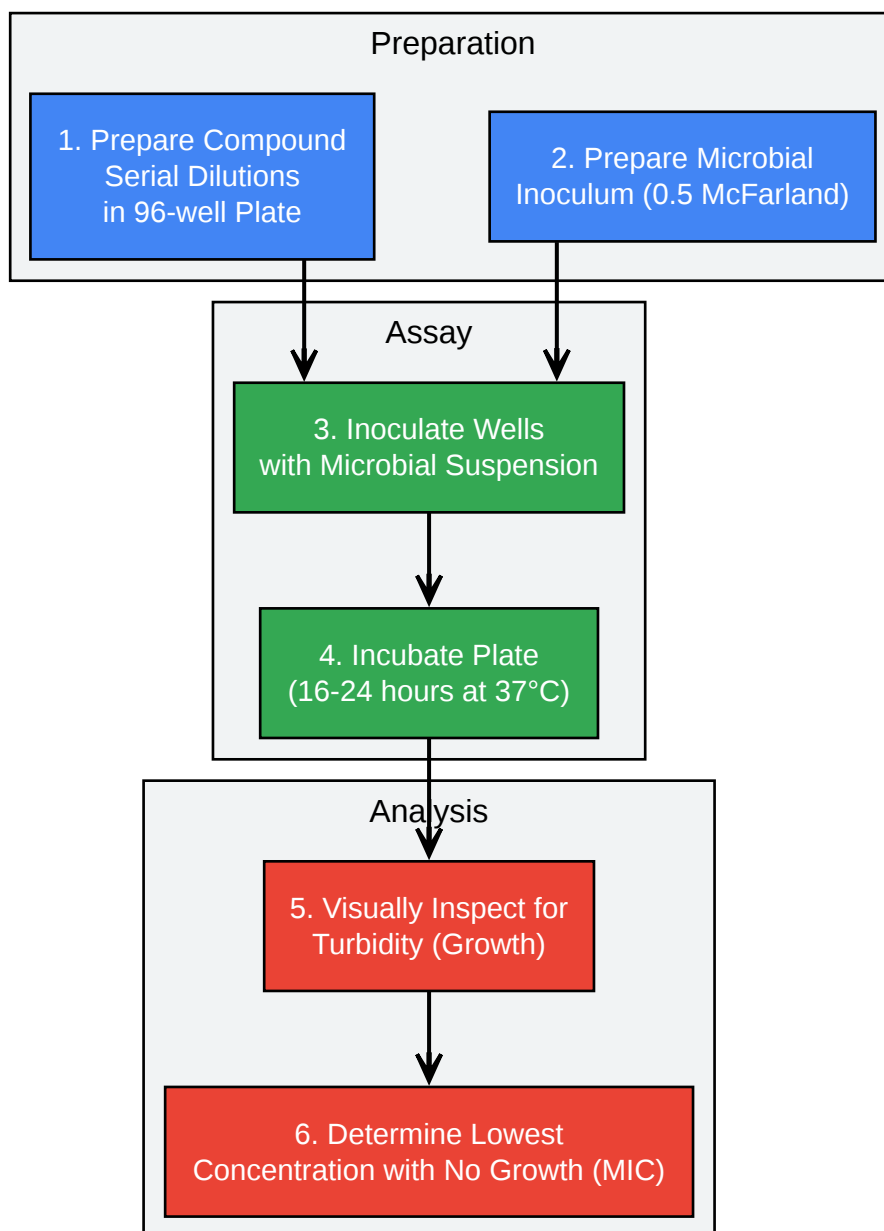 Preparation
1. Prepare Compound
Serial Dilutions
in 96-well Plate
2. Prepare Microbial
Inoculum (0.5 McFarland)
Assay
3. Inoculate Wells
with Microbial Suspension
4. Incubate Plate
(16-24 hours at 37°C)
Analysis
5. Visually Inspect for
Turbidity (Growth)
6. Determine Lowest
Concentration with No Growth (MIC)